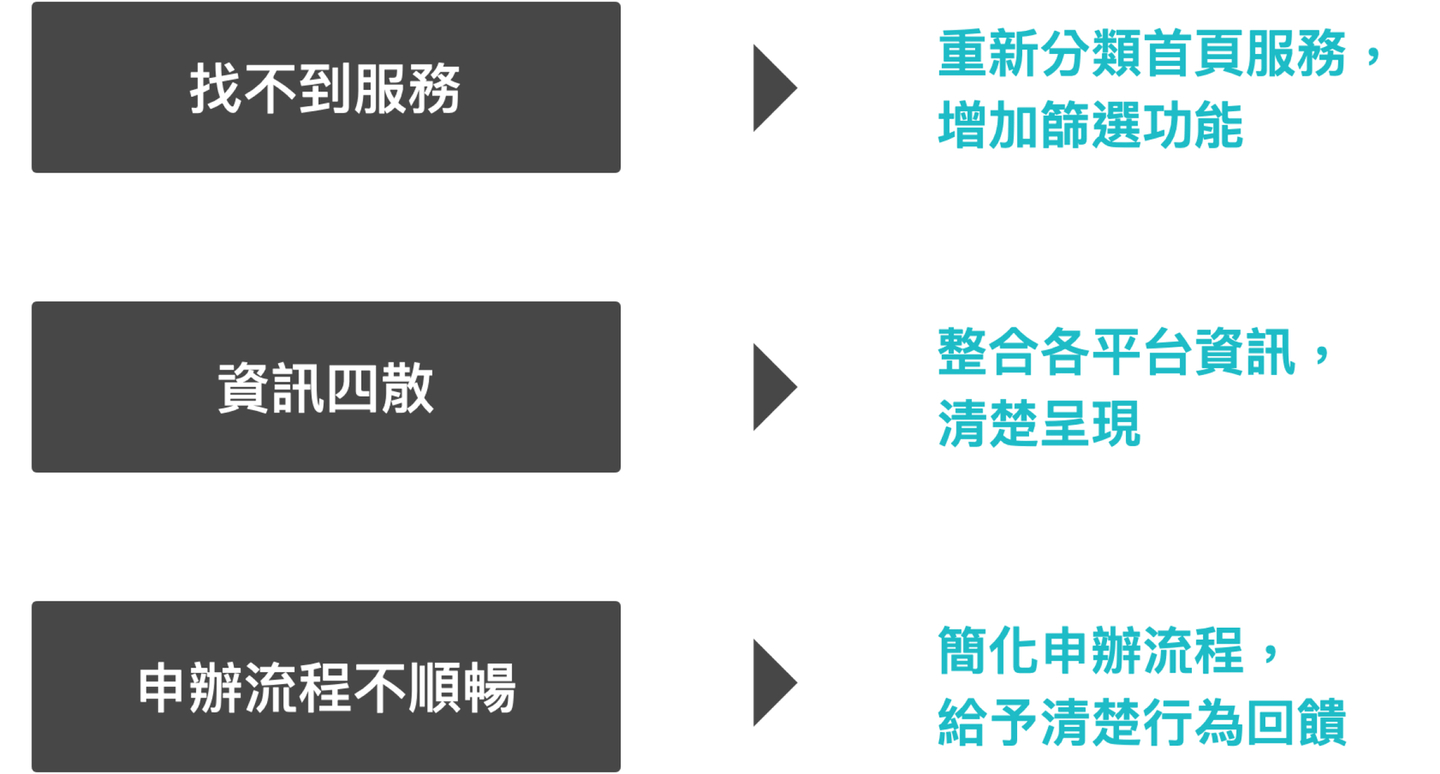 找不到服務
重新分類首頁服務，
增加篩選功能
資訊四散
整合各平台資訊，
清楚呈現
申辦流程不順暢
簡化申辦流程，
給予清楚行為回饋